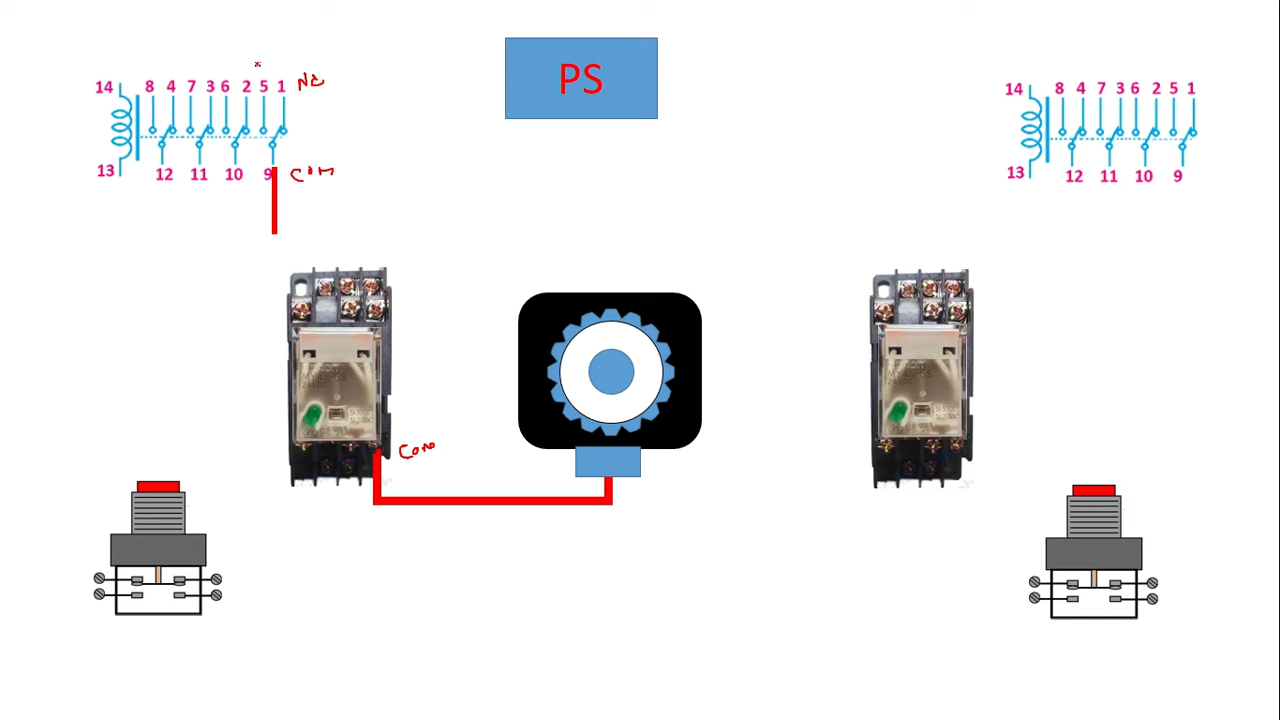 PS
14 8 4 7 3 6 2 5 1 NC
13 12 11 10 9 COM
14 8 4 7 3 6 2 5 1
13 12 11 10 9
Com